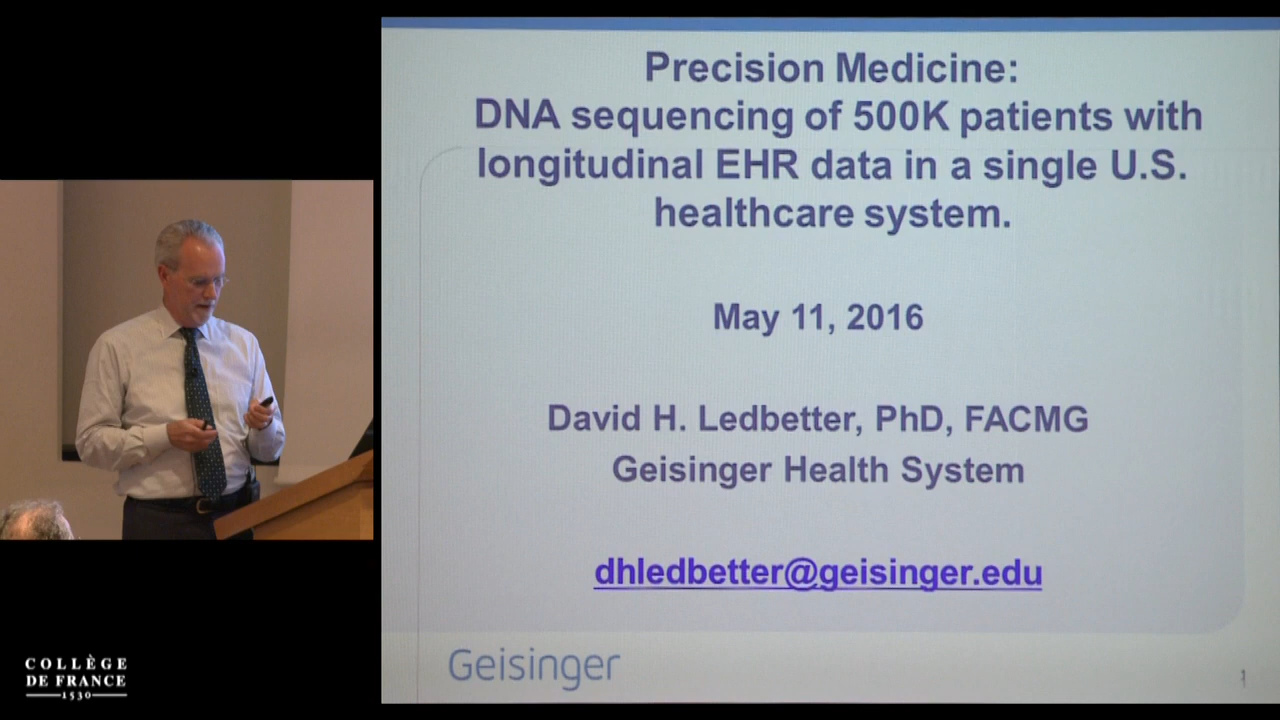 Precision Medicine:
DNA sequencing of 500K patients with
longitudinal EHR data in a single U.S.
healthcare system.
May 11, 2016
David H. Ledbetter, PhD, FACMG
Geisinger Health System
dhledbetter@geisinger.edu
Geisinger
1
COLLÈGE
DE FRANCE
1530